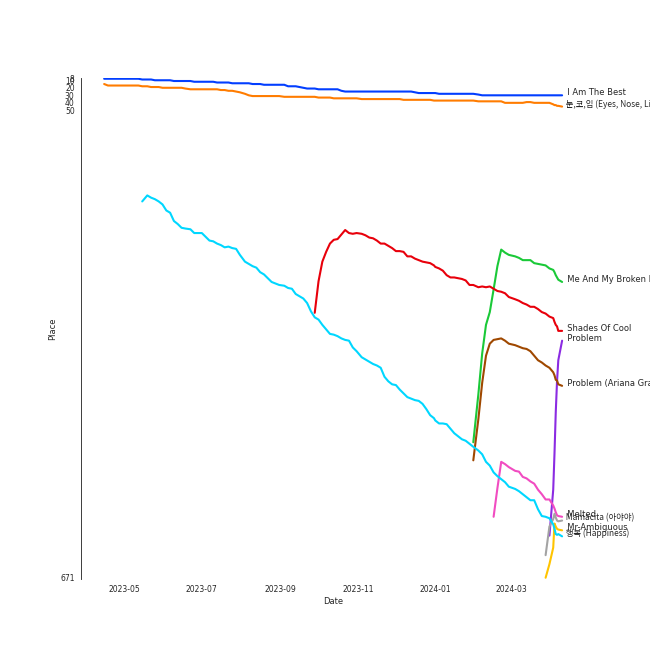 8
10
20
30
40
50
I Am The Best
눈,코,입 (Eyes, Nose, Li
Me And My Broken
Shades Of Cool
Problem
Problem (Ariana Gra
Melted
Mamacita (아야야)
Mr.Ambiguous
행복 (Happiness)
Place
671
2023-05
2023-07
2023-09
2023-11
2024-01
2024-03
Date